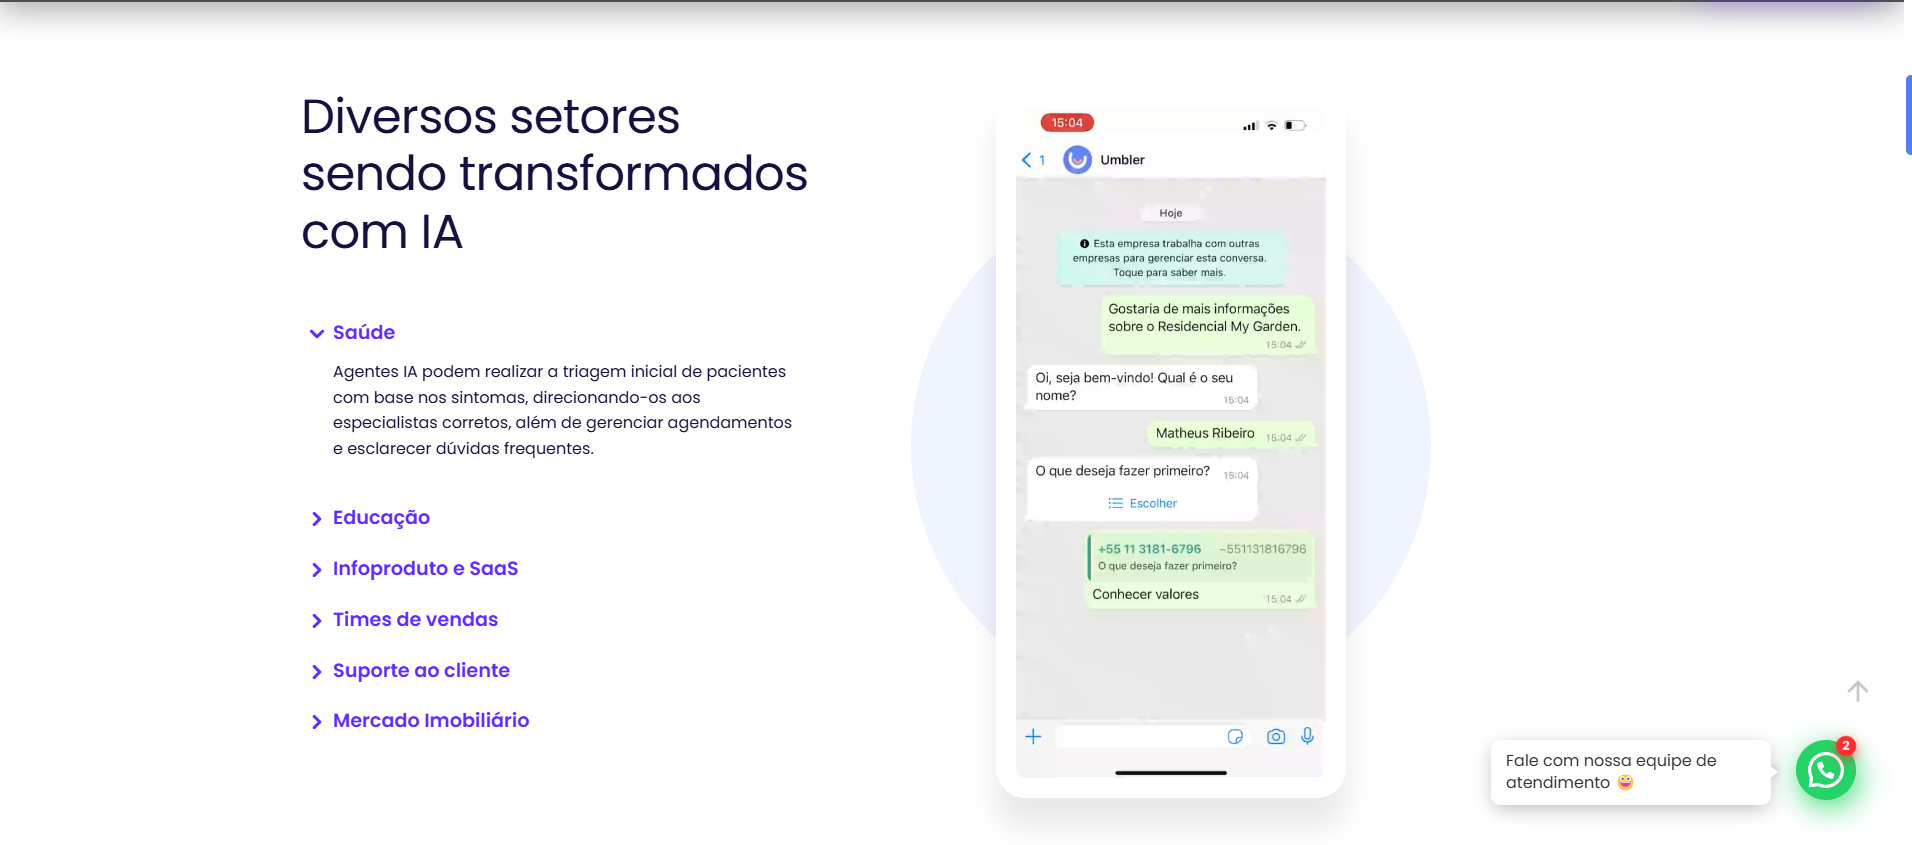 Diversos setores
sendo transformados
com IA
Saúde
Agentes IA podem realizar a triagem inicial de pacientes
com base nos sintomas, direcionando-os aos
especialistas corretos, além de gerenciar agendamentos
e esclarecer dúvidas frequentes.
Educação
Infoproduto e SaaS
Times de vendas
Suporte ao cliente
Mercado Imobiliário
15:04
1 Umbler
Hoje
Esta empresa trabalha com outras
empresas para gerenciar esta conversa.
Toque para saber mais.
Gostaria de mais informações
sobre o Residencial My Garden.
15:04
Oi, seja bem-vindo! Qual é o seu
nome? 15:04
Matheus Ribeiro 15:04
O que deseja fazer primeiro? 15:04
Escolher
+55 11 3181-6796 ~551131816796
O que deseja fazer primeiro?
Conhecer valores 15:04
Fale com nossa equipe de
atendimento
2